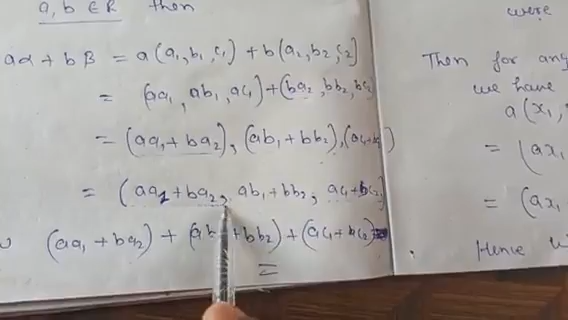 a, b ∈ R then
aα + bβ = a(a₁, b₁, c₁) + b(a₂, b₂, c₂]
= [aa₁, ab₁, ac₁] + (ba₂, bb₂, bc₂)
= (aa₁ + ba₂), (ab₁ + bb₂), (ac₁+bc₂)
= (aa₁ + ba₂, ab₁ + bb₂, ac₁ + bc₂)
(aa₁ + ba₂) + (ab₁ + bb₂) + (ac₁ + bc₂)
=
were
Then for any
we have
a(x₁,
= (ax₁
= (ax₁
Hence